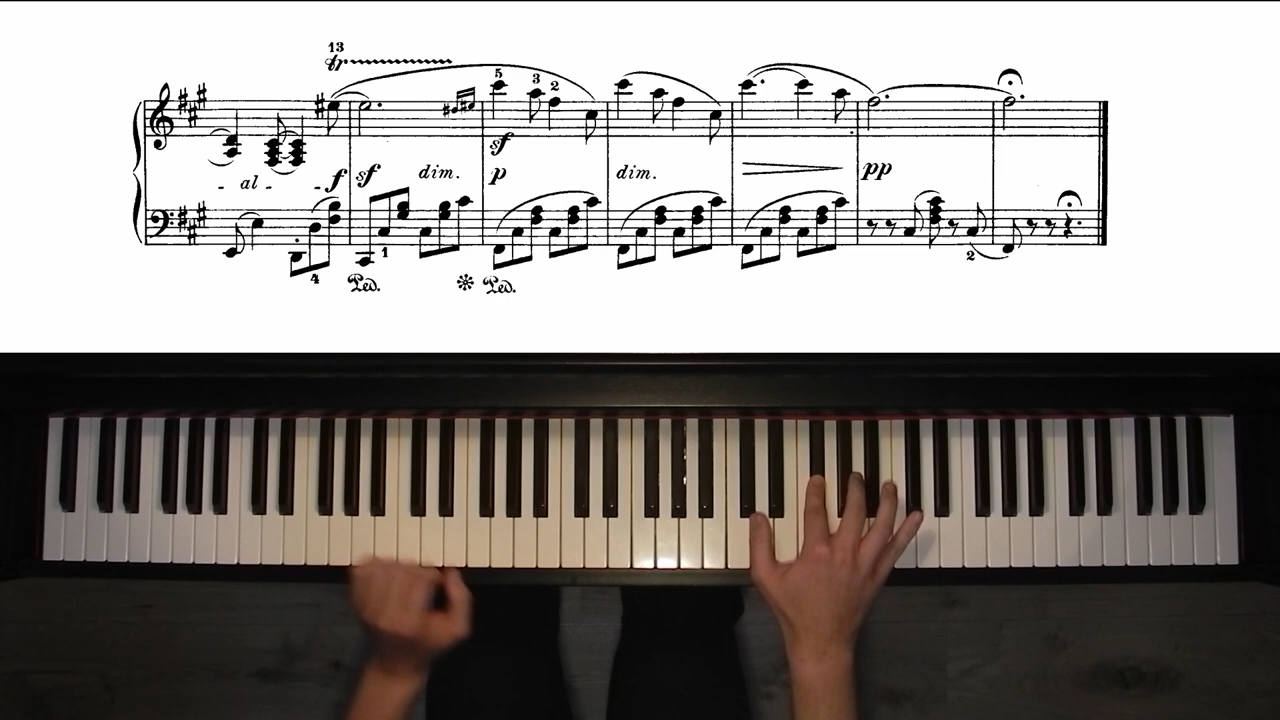 13
tr
5 3 2
sf
- al - - f sf dim. p dim. pp
4 1 2
Ped. Ped.